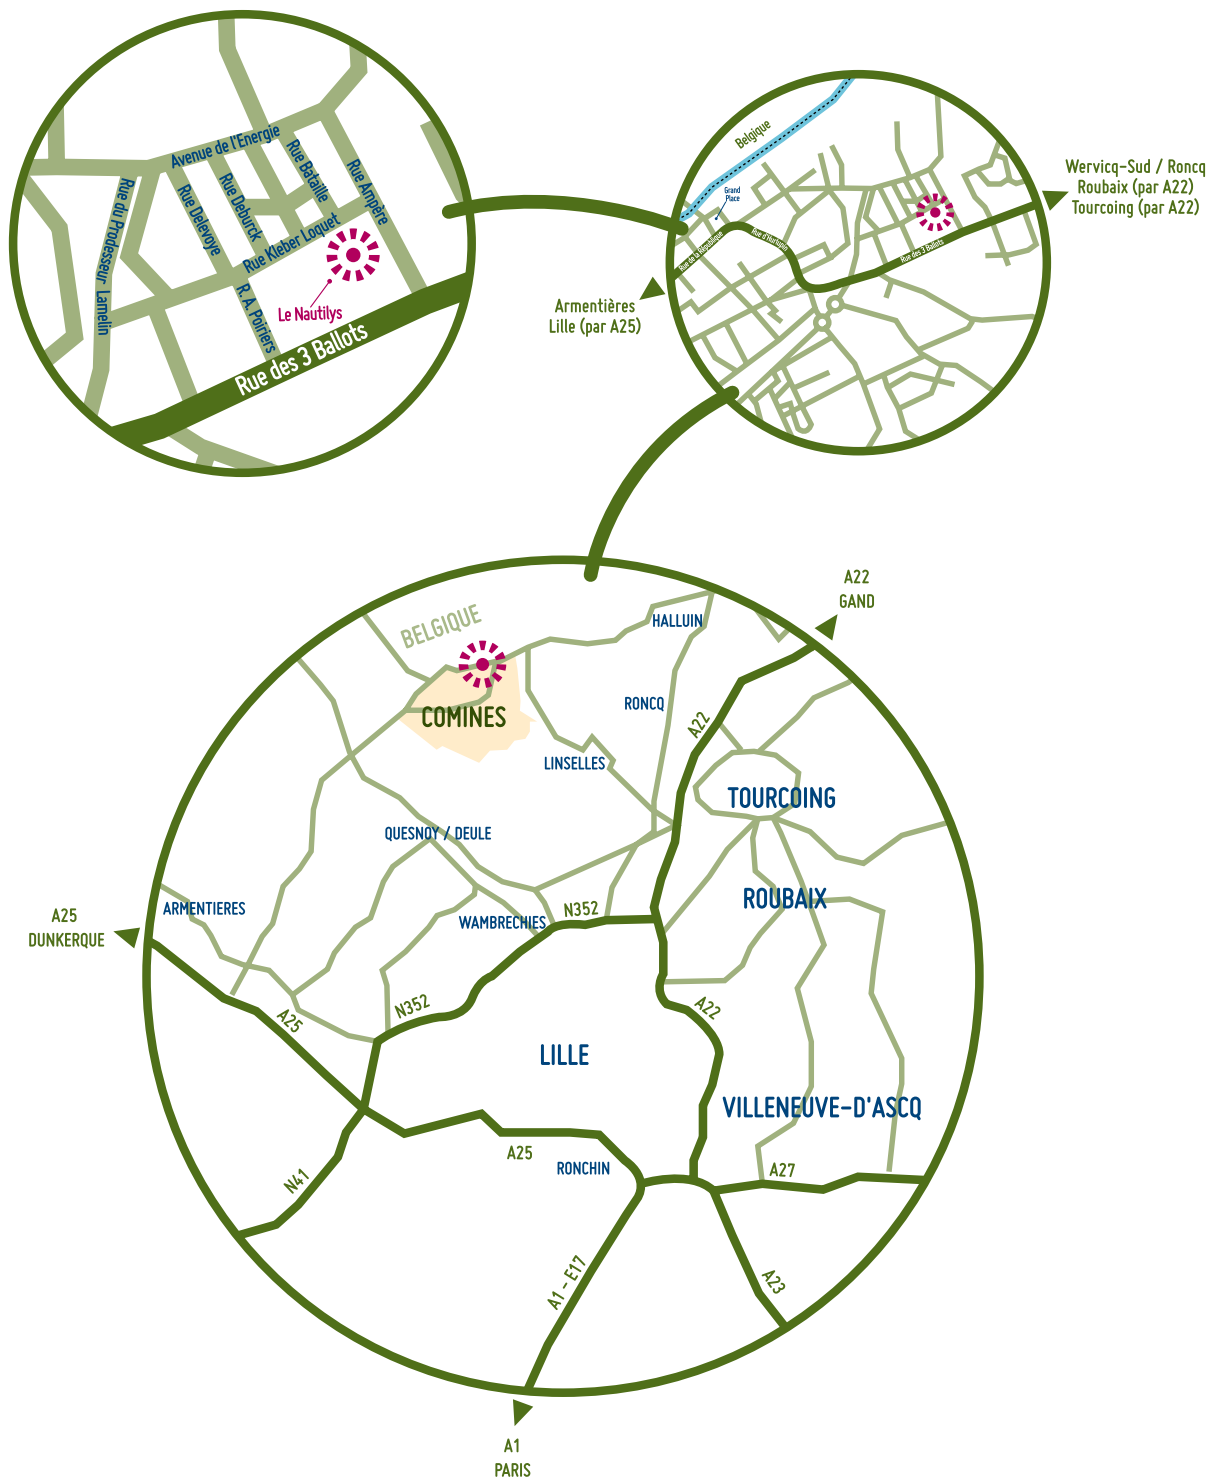 Avenue de l'Energie
Rue Bataille
Rue Ampère
Rue Deburck
Rue Delevoye
Rue du Prodesseur Lamelin
Rue Kleber Loquet
R. A. Poiriers
Le Nautilys
Rue des 3 Ballots
Belgique
Grand
Place
Rue de la République
Rue d'Hurlupin
Rue des 3 Ballots
Wervicq-Sud / Roncq
Roubaix (par A22)
Tourcoing (par A22)
Armentières
Lille (par A25)
A22
GAND
BELGIQUE
HALLUIN
RONCQ
COMINES
A22
LINSELLES
TOURCOING
QUESNOY / DEULE
ROUBAIX
ARMENTIERES
N352
WAMBRECHIES
A25
DUNKERQUE
N352
A22
A25
LILLE
VILLENEUVE-D'ASCQ
A25
RONCHIN
A27
N41
A1 - E17
A23
A1
PARIS